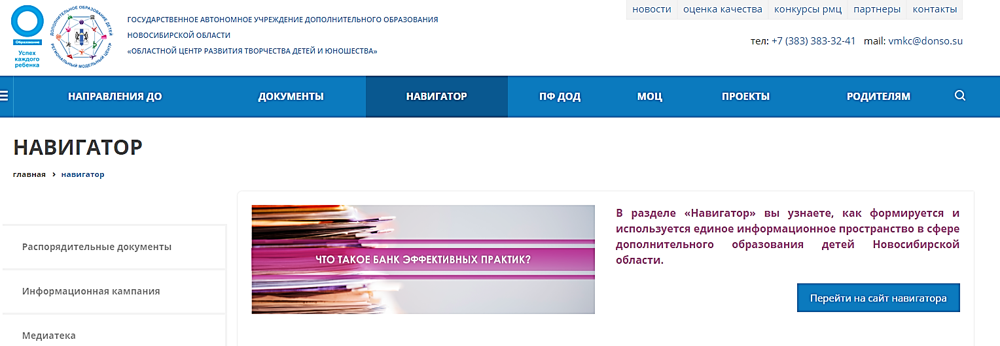 Образование
Успех
каждого
ребенка
ДОПОЛНИТЕЛЬНОЕ ОБРАЗОВАНИЕ ДЕТЕЙ
РЕГИОНАЛЬНЫЙ МОДЕЛЬНЫЙ ЦЕНТР
ГОСУДАРСТВЕННОЕ АВТОНОМНОЕ УЧРЕЖДЕНИЕ ДОПОЛНИТЕЛЬНОГО ОБРАЗОВАНИЯ
НОВОСИБИРСКОЙ ОБЛАСТИ
«ОБЛАСТНОЙ ЦЕНТР РАЗВИТИЯ ТВОРЧЕСТВА ДЕТЕЙ И ЮНОШЕСТВА»
новости оценка качества конкурсы рмц партнеры контакты
тел: +7 (383) 383-32-41 mail: vmkc@donso.su
НАПРАВЛЕНИЯ ДО ДОКУМЕНТЫ НАВИГАТОР ПФ ДОД МОЦ ПРОЕКТЫ РОДИТЕЛЯМ
НАВИГАТОР
главная > навигатор
Распорядительные документы
Информационная кампания
Медиатека
ЧТО ТАКОЕ БАНК ЭФФЕКТИВНЫХ ПРАКТИК?
В разделе «Навигатор» вы узнаете, как формируется и
используется единое информационное пространство в сфере
дополнительного образования детей Новосибирской
области.
Перейти на сайт навигатора